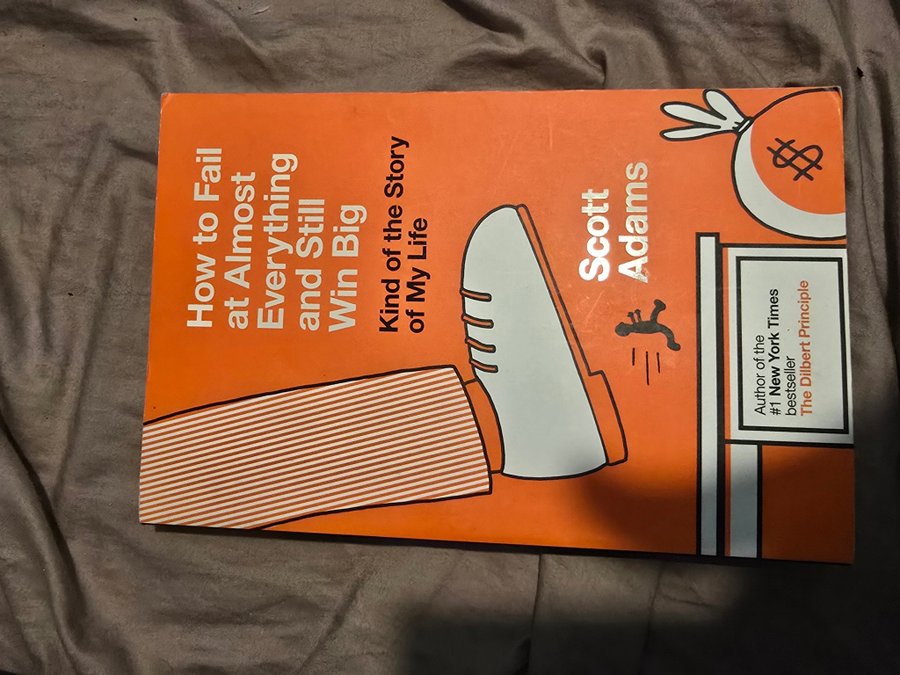 How to Fail
at Almost
Everything
and Still
Win Big
Kind of the Story
of My Life
Scott
Adams
$
Author of the
#1 New York Times
bestseller
The Dilbert Principle